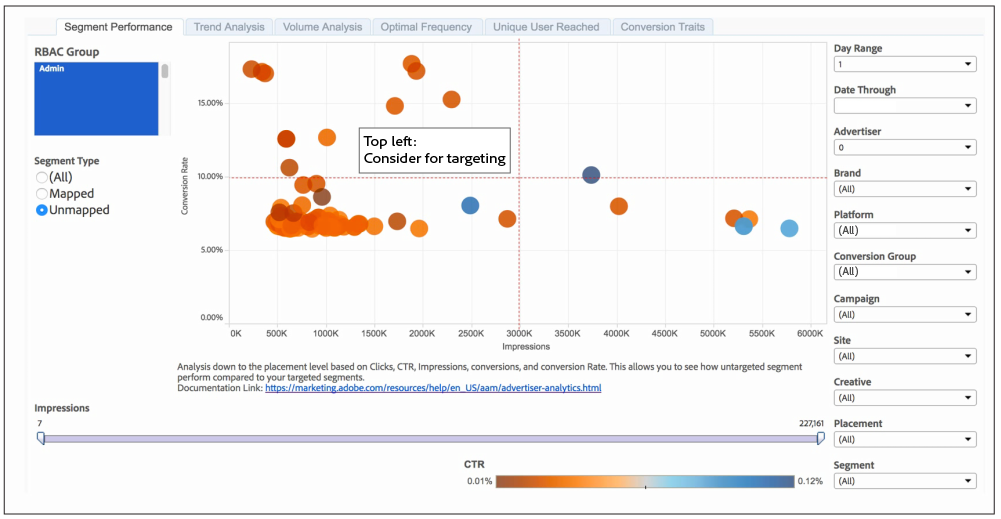 Segment Performance
Trend Analysis
Volume Analysis
Optimal Frequency
Unique User Reached
Conversion Traits
RBAC Group
Admin
Segment Type
(All)
Mapped
Unmapped
Conversion Rate
15.00%
10.00%
5.00%
0.00%
Top left:
Consider for targeting
0K 500K 1000K 1500K 2000K 2500K 3000K 3500K 4000K 4500K 5000K 5500K 6000K
Impressions
Analysis down to the placement level based on Clicks, CTR, Impressions, conversions, and conversion Rate. This allows you to see how untargeted segment
perform compared to your targeted segments.
Documentation Link: https://marketing.adobe.com/resources/help/en_US/aam/advertiser-analytics.html
Impressions
7
227,161
CTR
0.01%
0.12%
Day Range
1
Date Through
Advertiser
0
Brand
(All)
Platform
(All)
Conversion Group
(All)
Campaign
(All)
Site
(All)
Creative
(All)
Placement
(All)
Segment
(All)